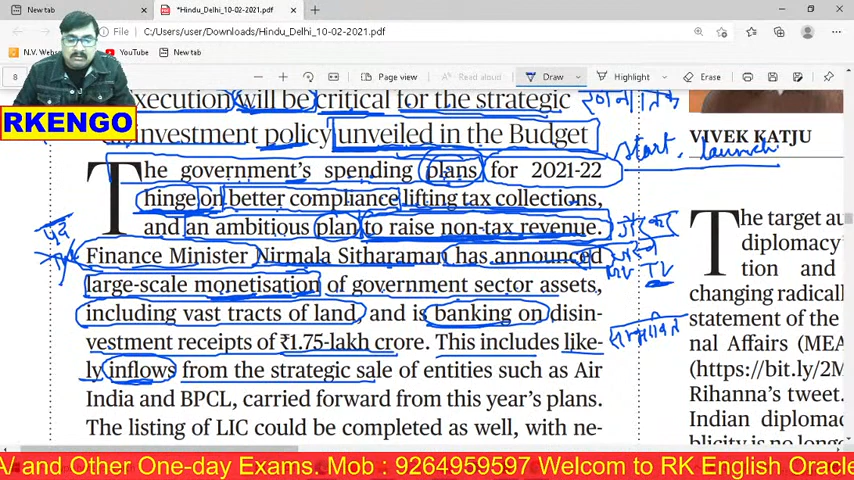 New tab
*Hindu_Delhi_10-02-2021.pdf
File
C:/Users/user/Downloads/Hindu_Delhi_10-02-2021.pdf
YouTube
New tab
8
Page view
Read aloud
Draw
Highlight
Erase
RKENGO
execution will be critical for the strategic
disinvestment policy unveiled in the Budget
start, launch
The government's spending plans for 2021-22
hinge on better compliance lifting tax collections,
and an ambitious plan to raise non-tax revenue.
Finance Minister Nirmala Sitharaman has announced
large-scale monetisation of government sector assets,
including vast tracts of land, and is banking on disin-
vestment receipts of ₹1.75-lakh crore. This includes like-
ly inflows from the strategic sale of entities such as Air
India and BPCL, carried forward from this year's plans.
The listing of LIC could be completed as well, with ne-
MV TV
VIVEK KATJU
The target au
diplomacy
tion and
changing radically
statement of the
nal Affairs (MEA
(https://bit.ly/2M
Rihanna's tweet.
Indian diplomac
blicity is no longe
V and Other One-day Exams. Mob : 9264959597 Welcom to RK English Oracle